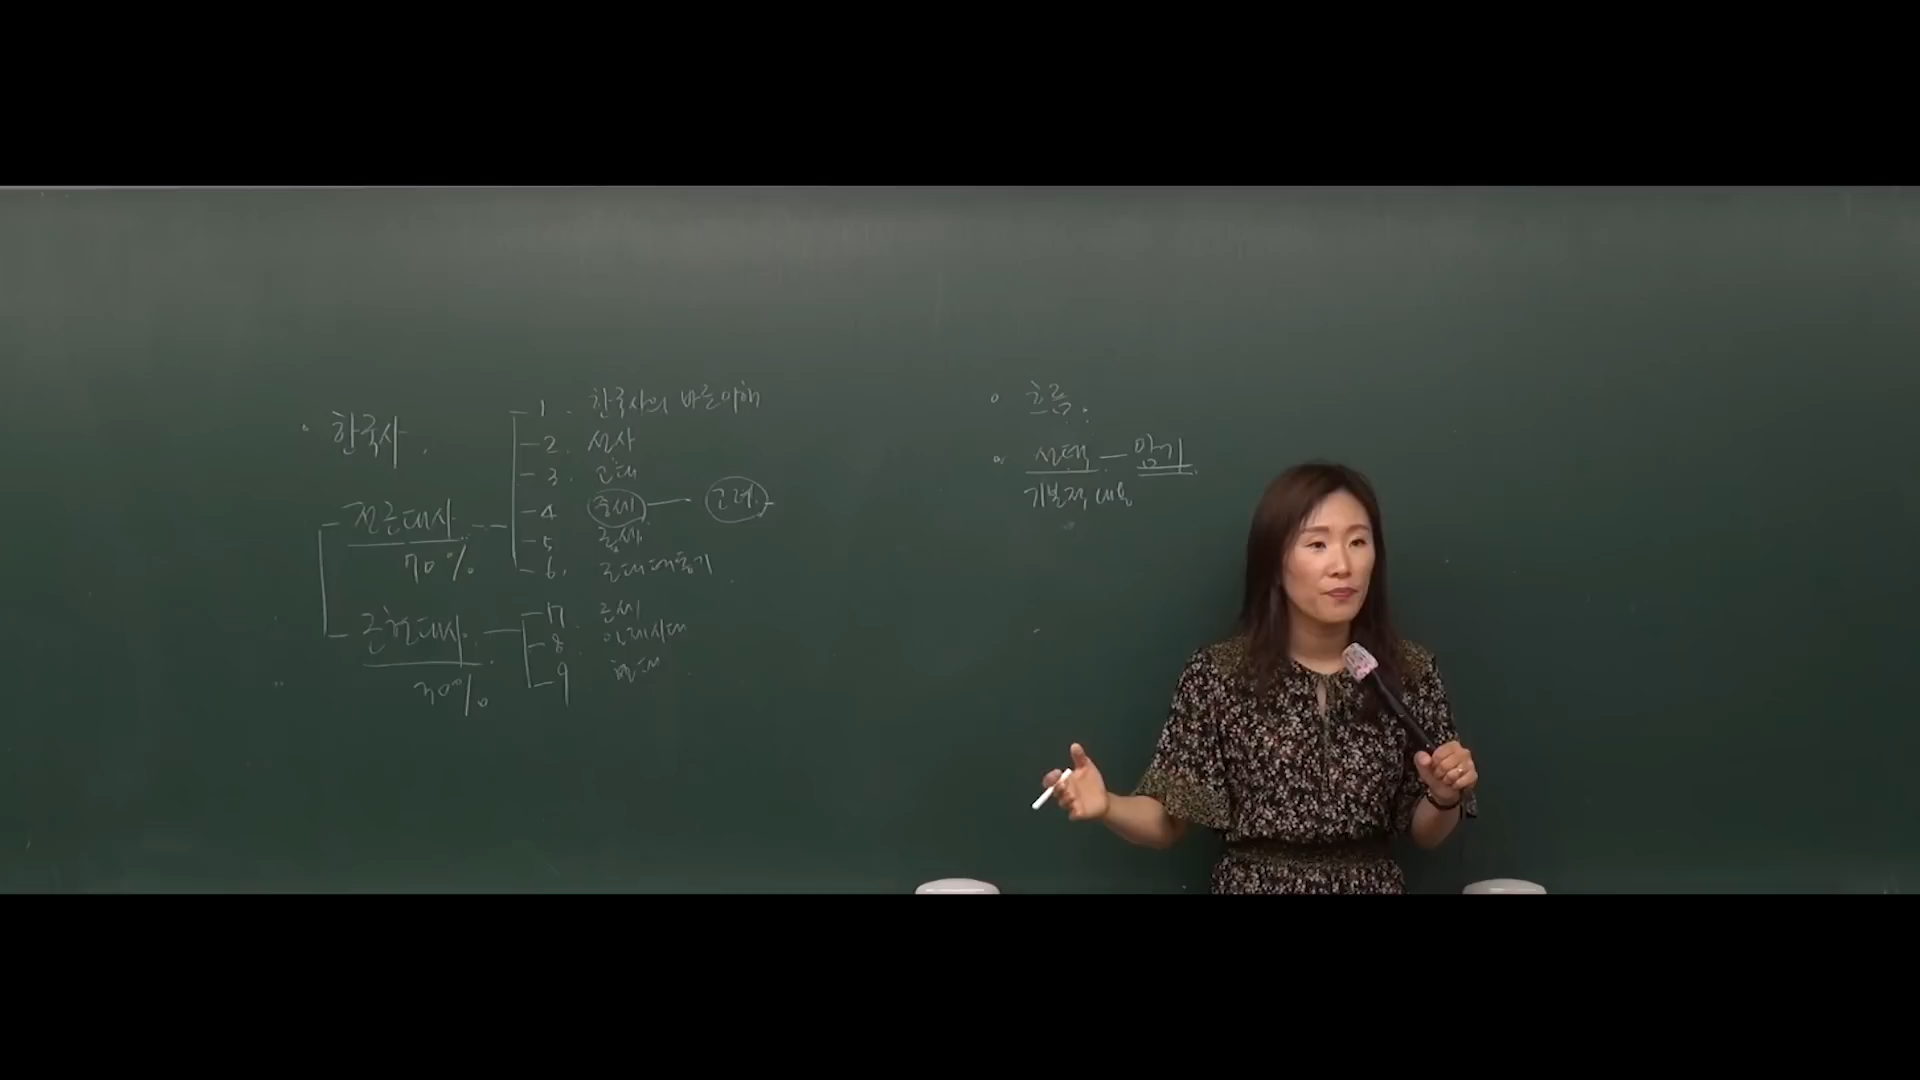 한국사.
전근대사
70%
1. 한국사의 바른이해
2. 선사
3. 고대
4 중세 — 고려
5 근세.
6. 근대태동기
근현대사.
30%
7 근세
8 일제시대
9 현대
흐름.
선택 — 암기
기본적 내용